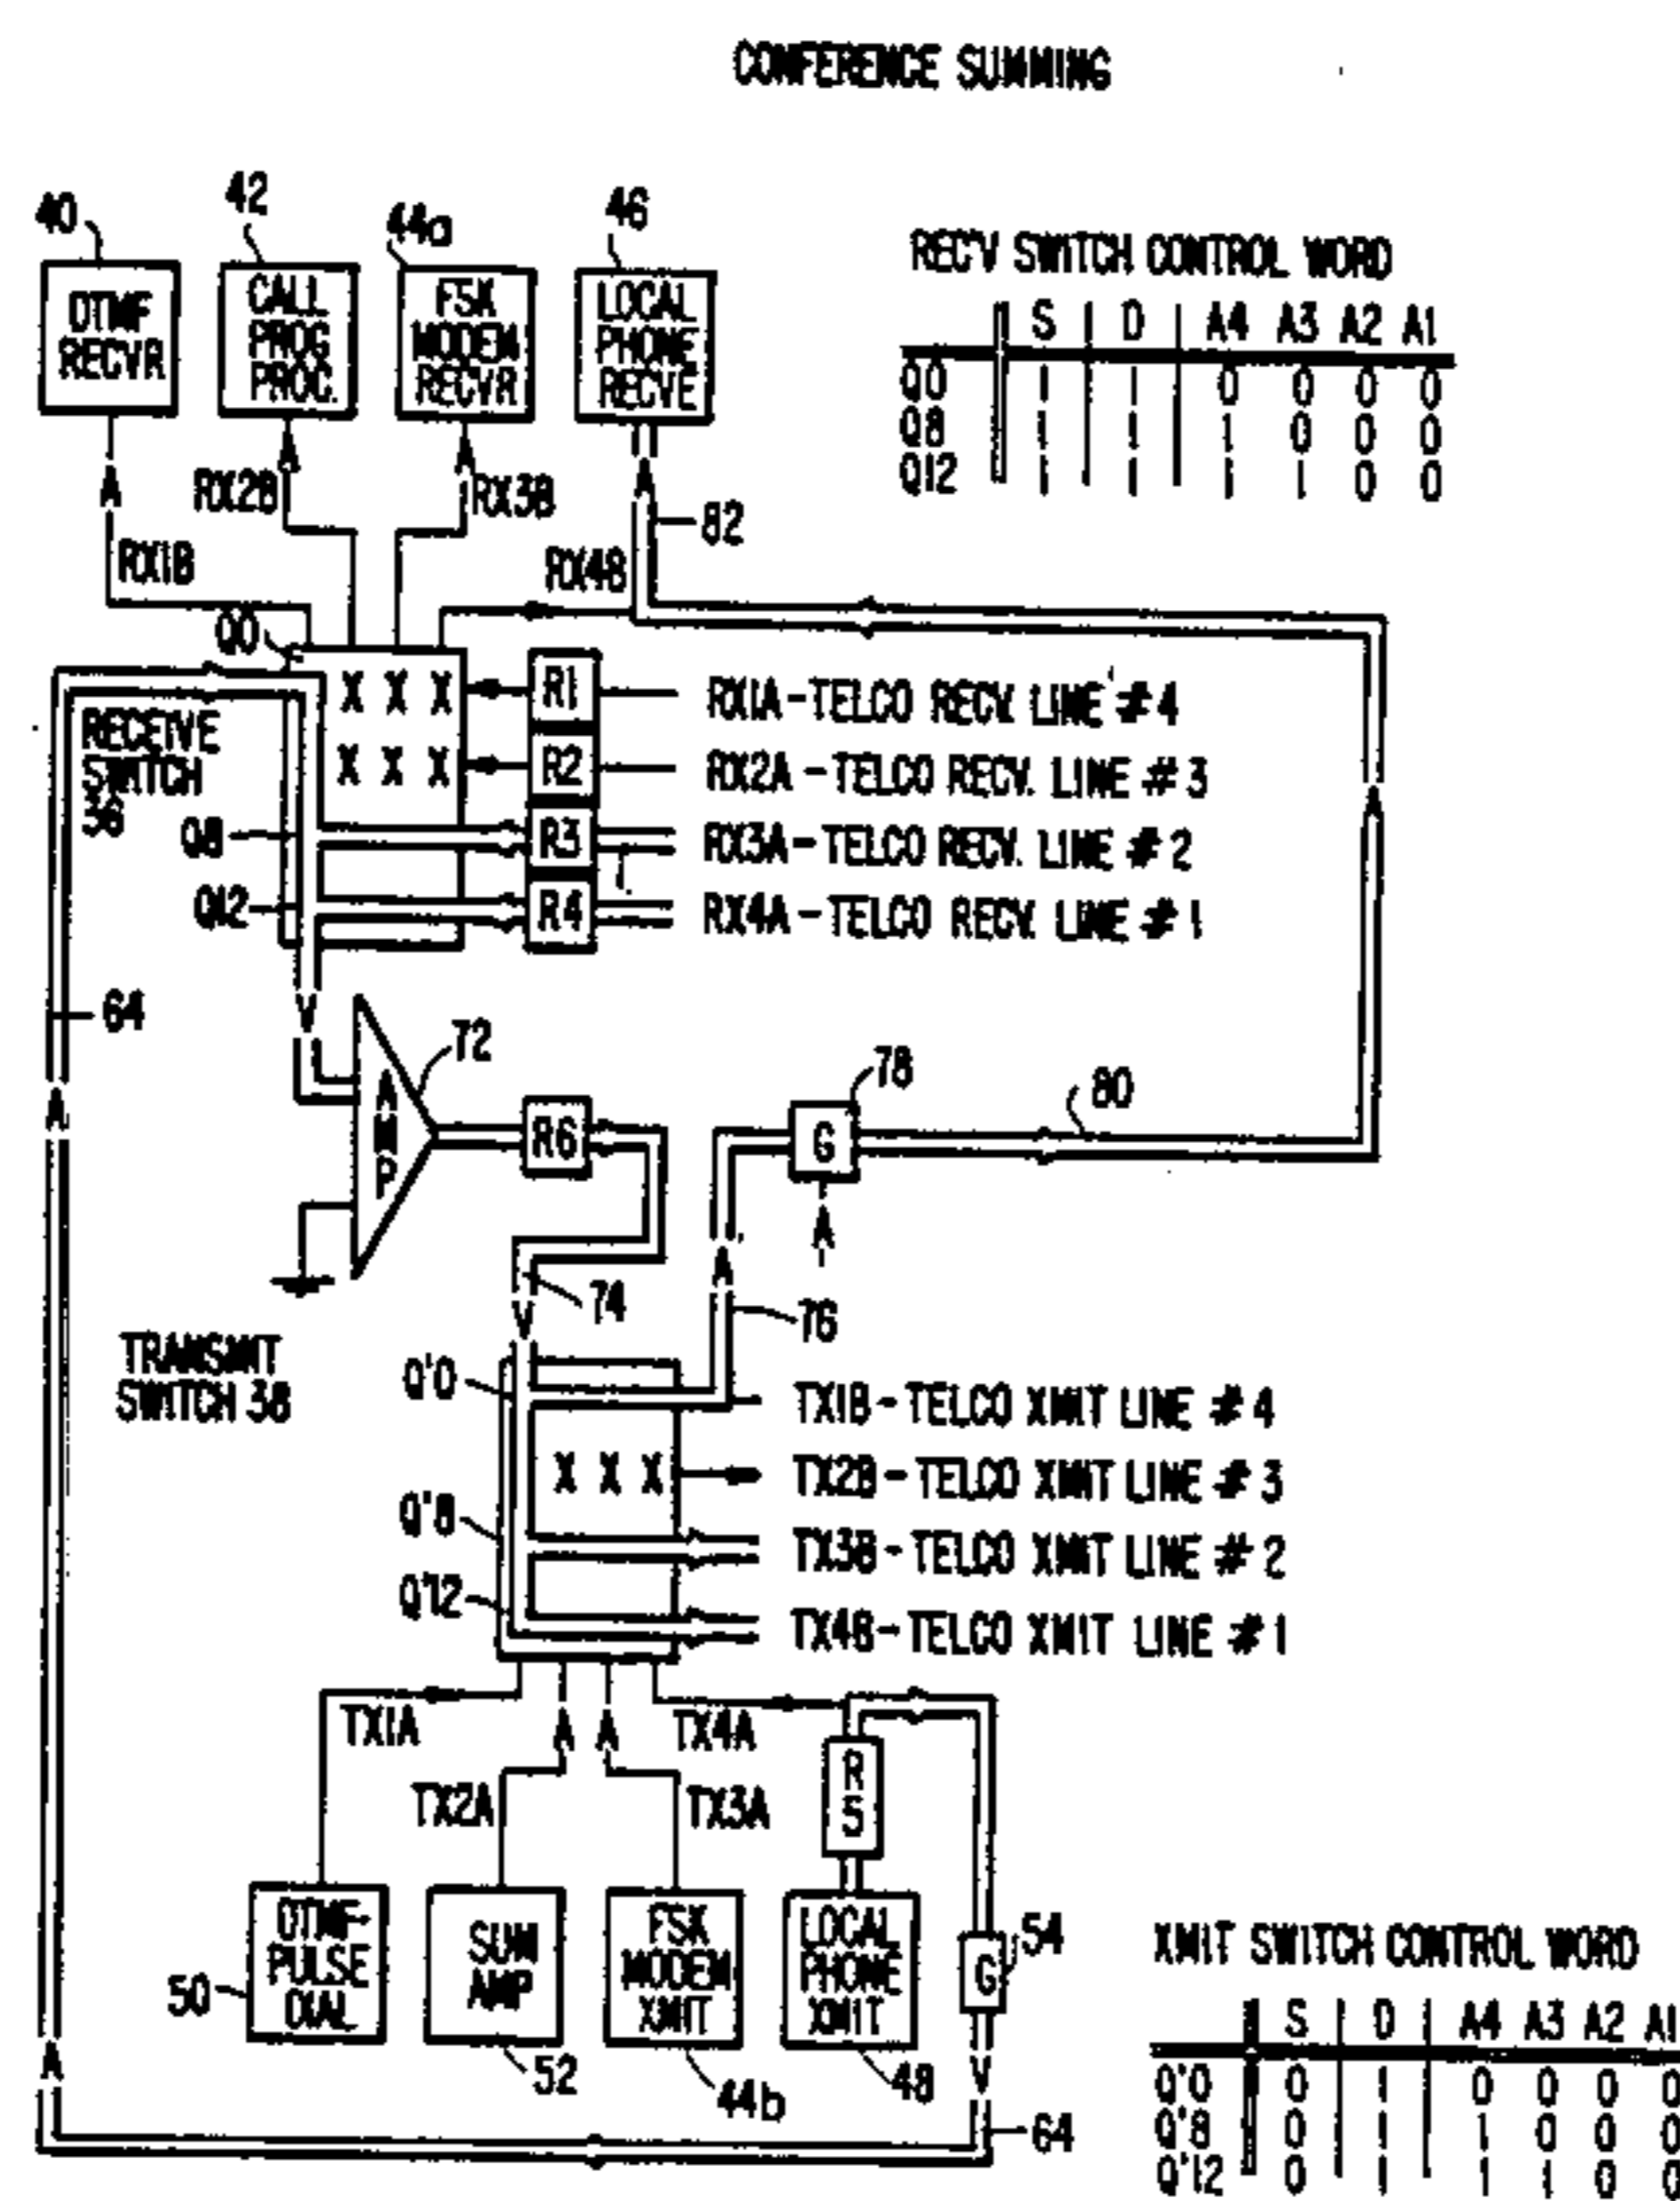 CONFERENCE SUMMING
40
42
44a
46
DTMF
RECVR
CALL
PROG
PROC.
FSK
MODEM
RECVR
LOCAL
PHONE
RECVE
RECV SWITCH CONTROL WORD
S D A4 A3 A2 A1
Q0 1 1 0 0 0 0
Q8 1 1 1 0 0 0
Q12 1 1 1 1 0 0
RX1B
RX2B
RX3B
RX4B
82
Q0
X X X
X X X
RECEIVE
SWITCH
36
Q8
Q12
R1
R2
R3
R4
RX1A-TELCO RECV. LINE #4
RX2A-TELCO RECV. LINE #3
RX3A-TELCO RECV. LINE #2
RX4A-TELCO RECV. LINE #1
64
72
AMP
R6
78
G
80
74
76
TRANSMIT
SWITCH 38
Q'0
Q'8
Q'12
X X X
TX1B-TELCO XMIT LINE #4
TX2B-TELCO XMIT LINE #3
TX3B-TELCO XMIT LINE #2
TX4B-TELCO XMIT LINE #1
TX1A
TX2A
TX3A
TX4A
R5
DTMF-
PULSE
DIAL
50
SUM
AMP
52
FSK
MODEM
XMIT
44b
LOCAL
PHONE
XMIT
48
G
54
64
XMIT SWITCH CONTROL WORD
S D A4 A3 A2 A1
Q'0 0 1 0 0 0 0
Q'8 0 1 1 0 0 0
Q'12 0 1 1 1 0 0